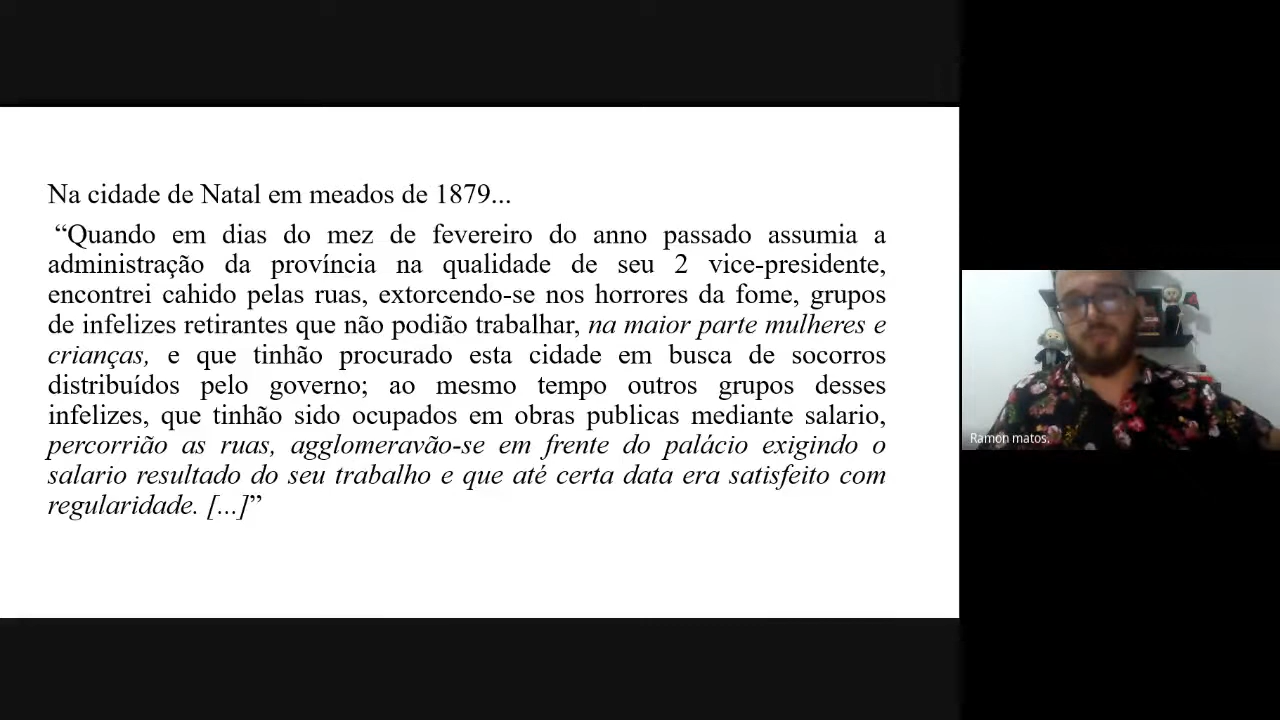 Na cidade de Natal em meados de 1879...
“Quando em dias do mez de fevereiro do anno passado assumia a
administração da província na qualidade de seu 2 vice-presidente,
encontrei cahido pelas ruas, extorcendo-se nos horrores da fome, grupos
de infelizes retirantes que não podião trabalhar, na maior parte mulheres e
crianças, e que tinhão procurado esta cidade em busca de socorros
distribuídos pelo governo; ao mesmo tempo outros grupos desses
infelizes, que tinhão sido ocupados em obras publicas mediante salario,
percorrião as ruas, agglomeravão-se em frente do palácio exigindo o
salario resultado do seu trabalho e que até certa data era satisfeito com
regularidade. [...]”
Ramon matos.